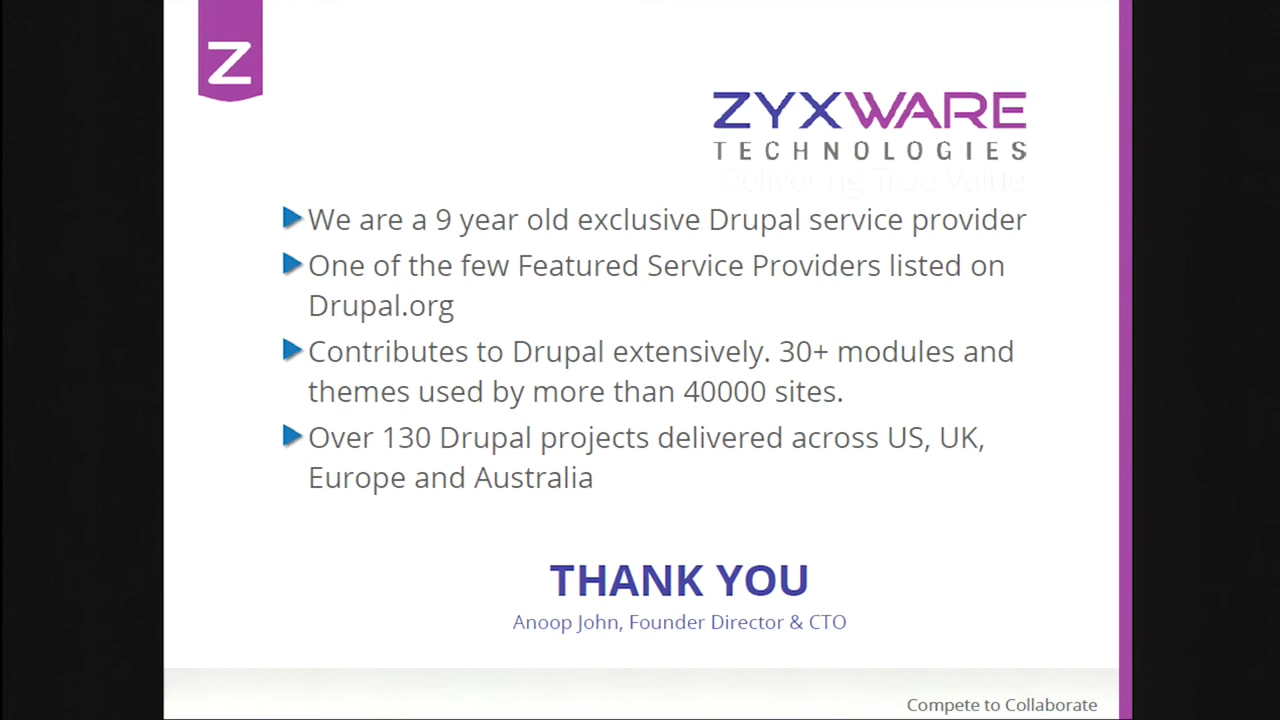 Z
ZYXWARE
TECHNOLOGIES
Delivering True Value
We are a 9 year old exclusive Drupal service provider
One of the few Featured Service Providers listed on
Drupal.org
Contributes to Drupal extensively. 30+ modules and
themes used by more than 40000 sites.
Over 130 Drupal projects delivered across US, UK,
Europe and Australia
THANK YOU
Anoop John, Founder Director & CTO
Compete to Collaborate